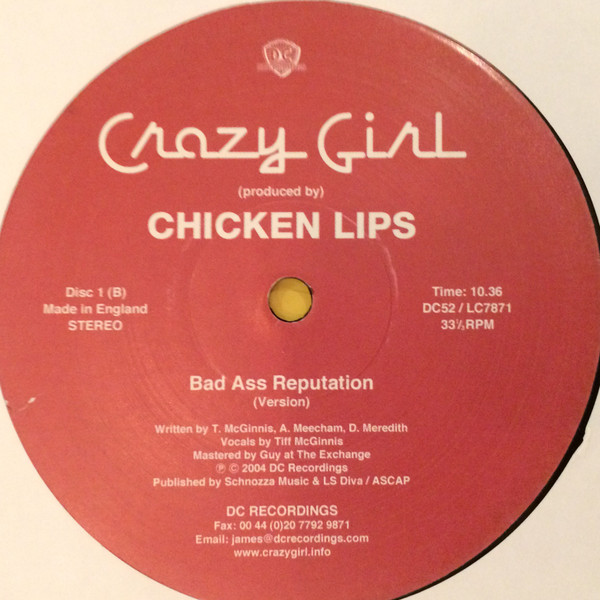 DC
Crazy Girl
(produced by)
CHICKEN LIPS
Disc 1 (B)
Made in England
STEREO
Time: 10.36
DC52 / LC7871
33⅓RPM
Bad Ass Reputation
(Version)
Written by T. McGinnis, A. Meecham, D. Meredith
Vocals by Tiff McGinnis
Mastered by Guy at The Exchange
℗ © 2004 DC Recordings
Published by Schnozza Music & LS Diva / ASCAP
DC RECORDINGS
Fax: 00 44 (0)20 7792 9871
Email: james@dcrecordings.com
www.crazygirl.info